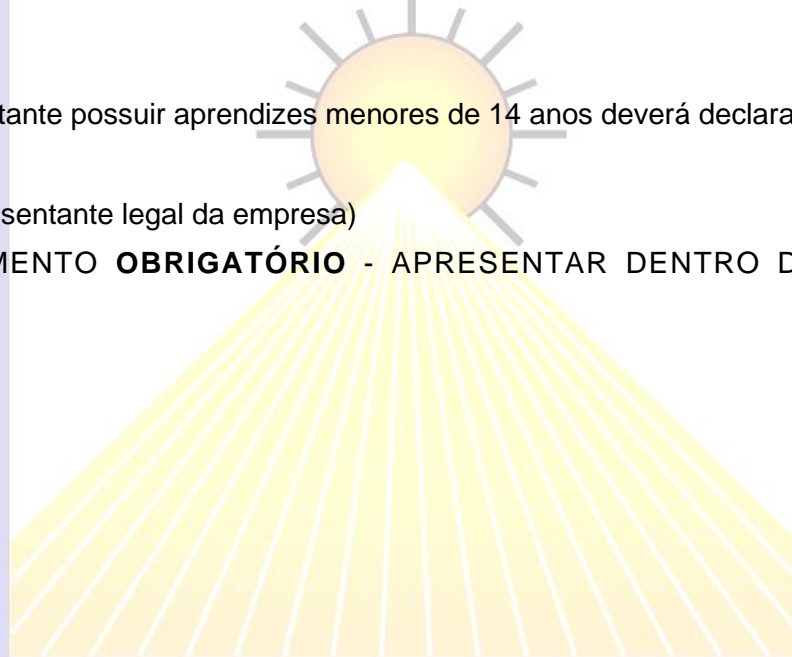 tante possuir aprendizes menores de 14 anos deverá declara
sentante legal da empresa)
MENTO OBRIGATÓRIO - APRESENTAR DENTRO D